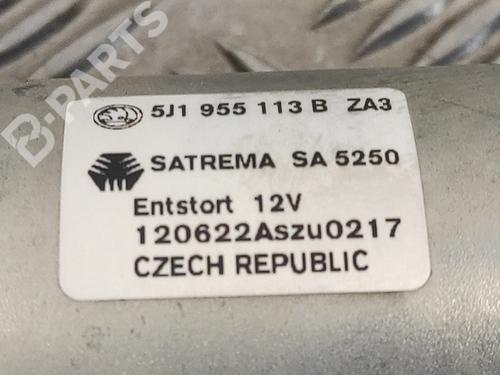 B-PARTS
5J1 955 113 B ZA3
SATREMA SA 5250
Entstort 12V
120622Aszu0217
CZECH REPUBLIC